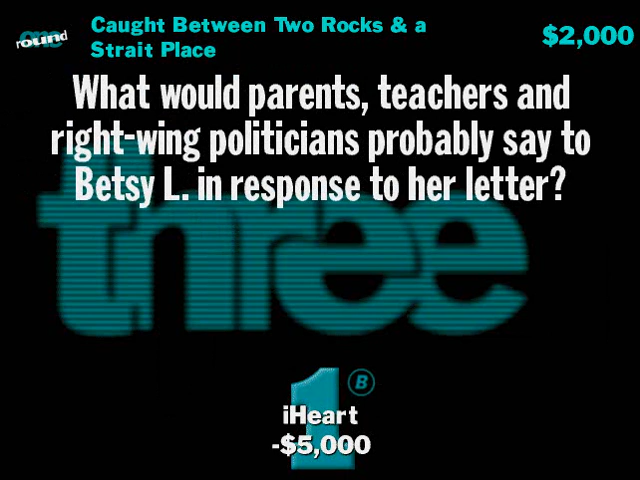 round one
Caught Between Two Rocks & a
Strait Place
$2,000
What would parents, teachers and
right-wing politicians probably say to
Betsy L. in response to her letter?
three
1 B
iHeart
-$5,000